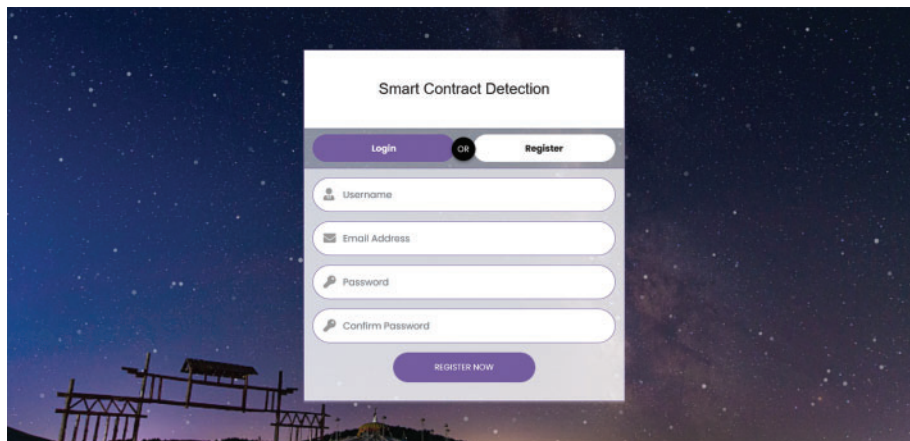 Smart Contract Detection
Login OR Register
Username
Email Address
Password
Confirm Password
REGISTER NOW